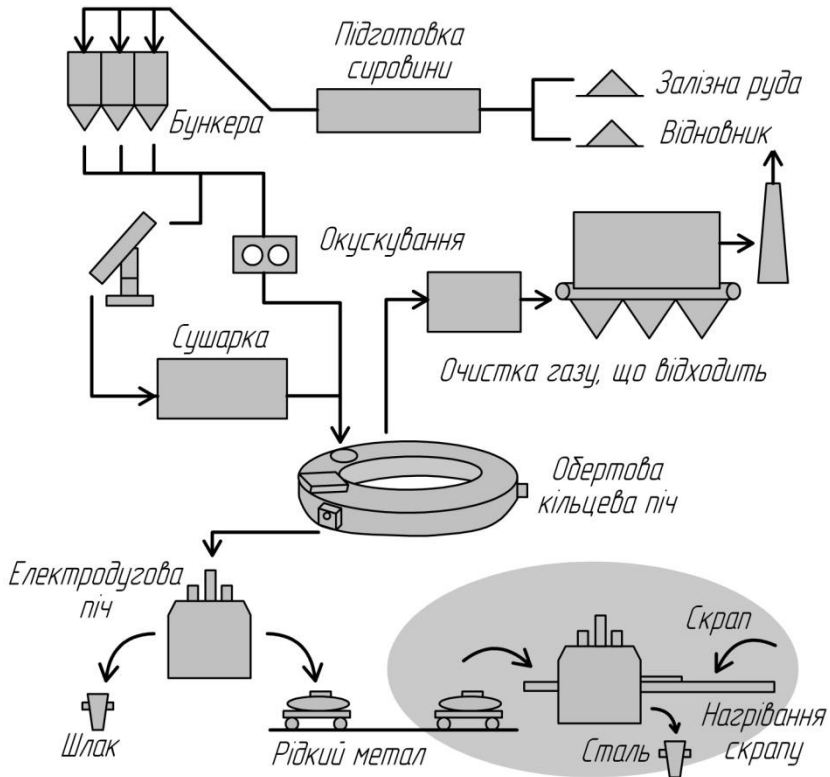 Підготовка
сировини
Залізна руда
Відновник
Бункера
Окускування
Сушарка
Очистка газу, що відходить
Обертова
кільцева піч
Електродугова
піч
Скрап
Шлак
Рідкий метал
Сталь
Нагрівання
скрапу